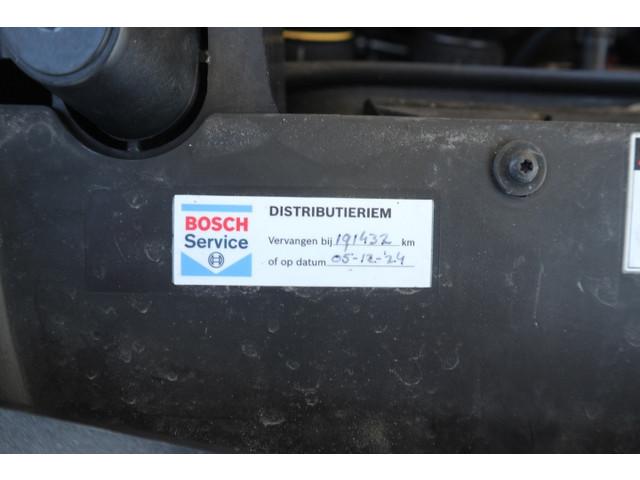 BOSCH
Service
DISTRIBUTIERIEM
Vervangen bij 191432 km
of op datum 05-12-'24